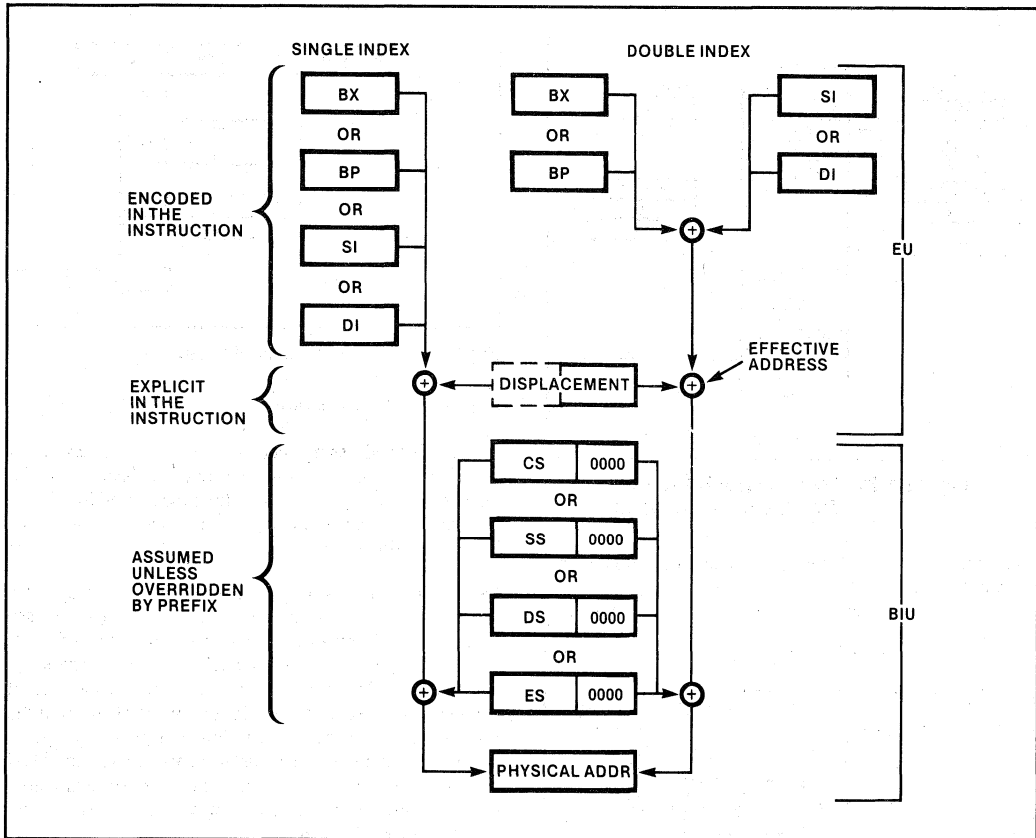 SINGLE INDEX
DOUBLE INDEX
BX
OR
BP
OR
SI
OR
DI
BX
OR
BP
SI
OR
DI
ENCODED
IN THE
INSTRUCTION
EU
EFFECTIVE
ADDRESS
EXPLICIT
IN THE
INSTRUCTION
DISPLACEMENT
CS 0000
OR
SS 0000
OR
DS 0000
OR
ES 0000
ASSUMED
UNLESS
OVERRIDDEN
BY PREFIX
BIU
PHYSICAL ADDR